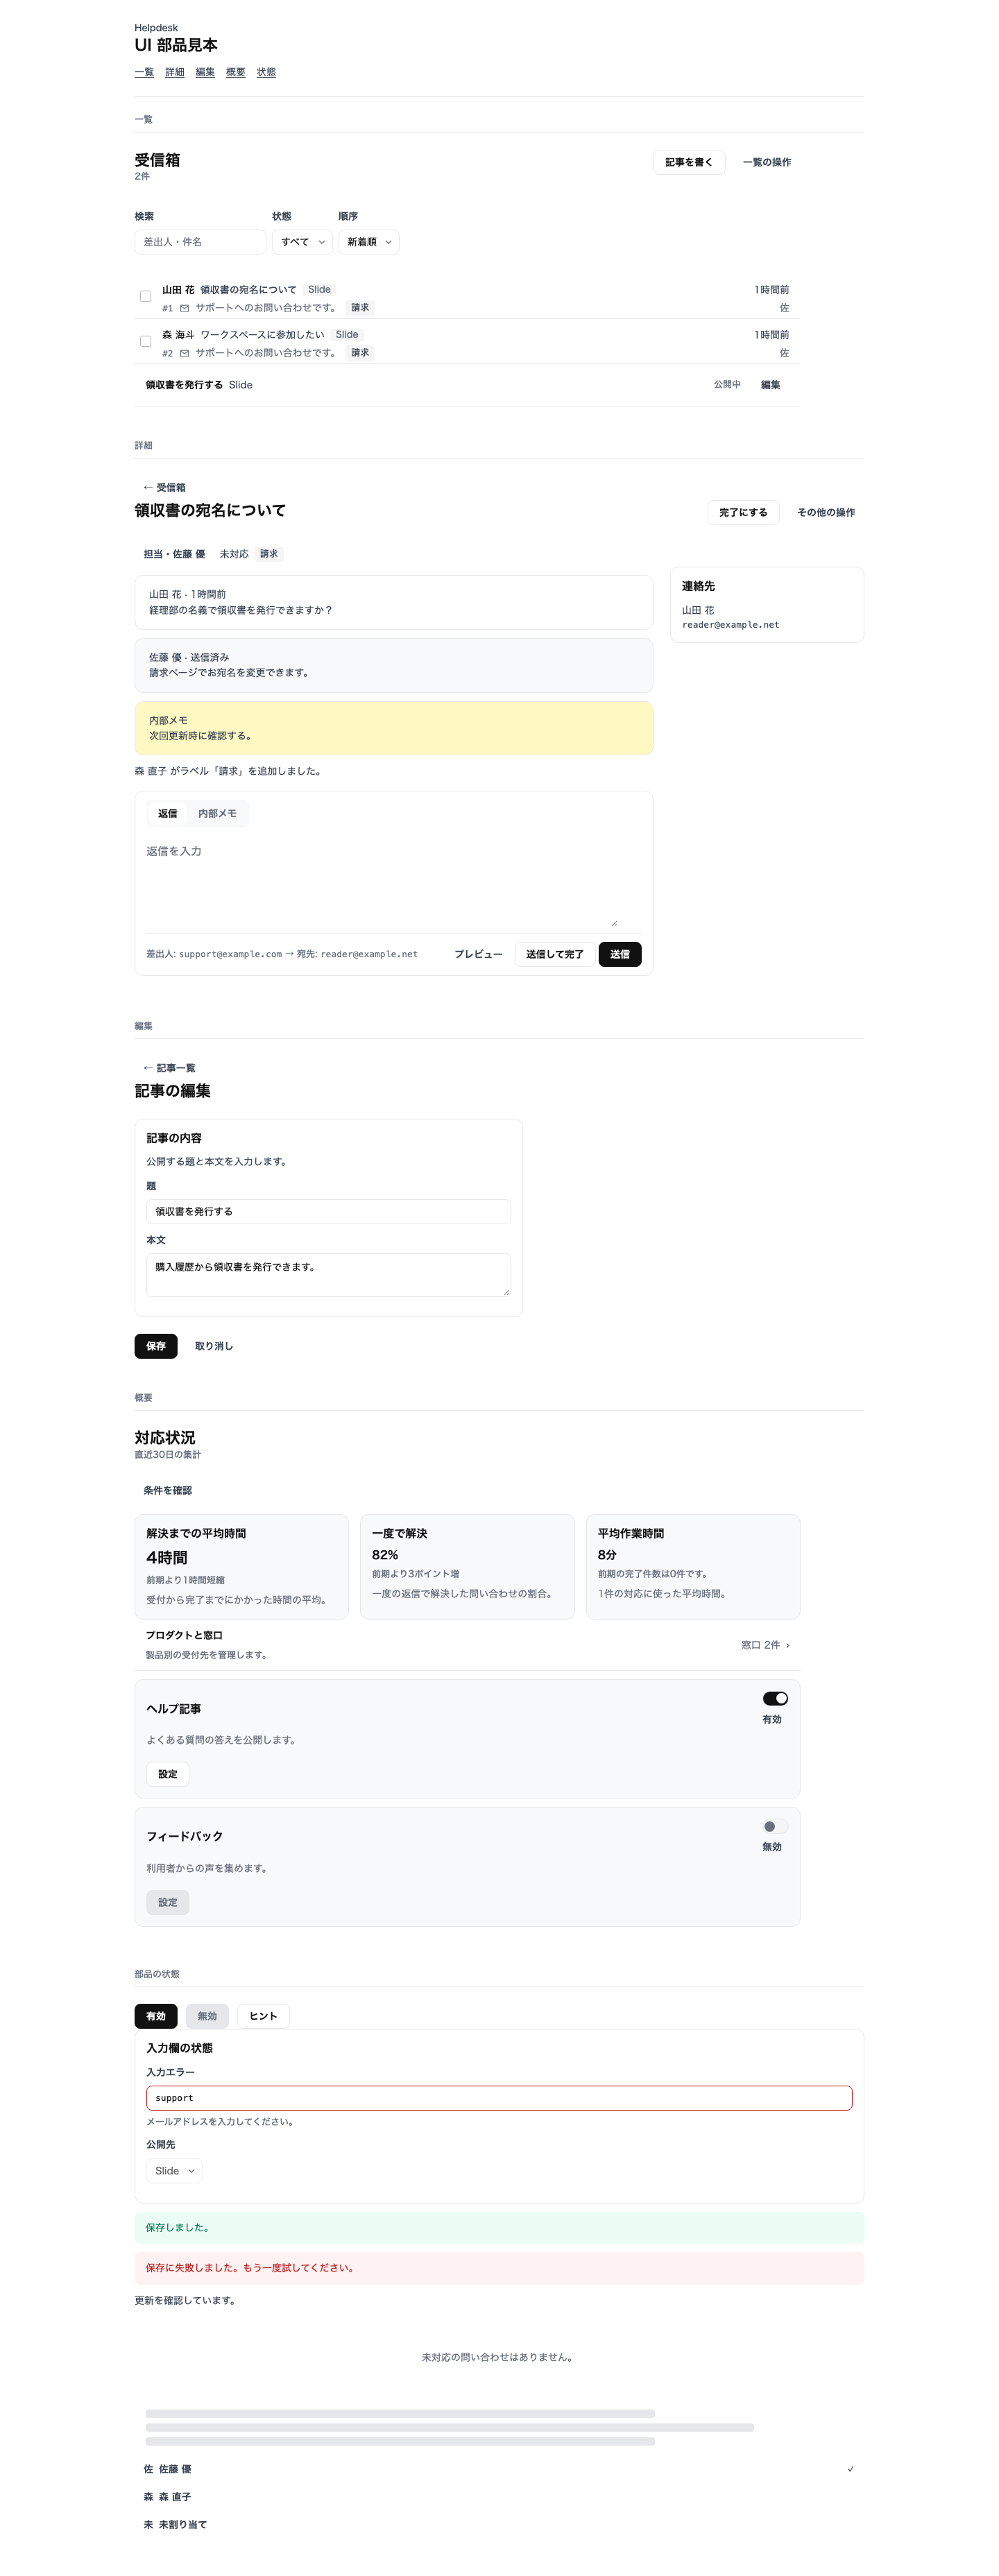 Helpdesk
UI 部品見本
一覧 詳細 編集 概要 状態
一覧
受信箱
2件
記事を書く 一覧の操作
検索 状態 順序
差出人・件名 すべて 新着順
山田 花 領収書の宛名について Slide 1時間前
#1 サポートへのお問い合わせです。 請求 佐
森 海斗 ワークスペースに参加したい Slide 1時間前
#2 サポートへのお問い合わせです。 請求 佐
領収書を発行する Slide 公開中 編集
詳細
← 受信箱
領収書の宛名について 完了にする その他の操作
担当・佐藤 優 未対応 請求
山田 花 · 1時間前
経理部の名義で領収書を発行できますか？
佐藤 優 · 送信済み
請求ページでお宛名を変更できます。
内部メモ
次回更新時に確認する。
森 直子 がラベル「請求」を追加しました。
連絡先
山田 花
reader@example.net
返信 内部メモ
返信を入力
差出人: support@example.com → 宛先: reader@example.net プレビュー 送信して完了 送信
編集
← 記事一覧
記事の編集
記事の内容
公開する題と本文を入力します。
題
領収書を発行する
本文
購入履歴から領収書を発行できます。
保存 取り消し
概要
対応状況
直近30日の集計
条件を確認
解決までの平均時間
4時間
前期より1時間短縮
受付から完了までにかかった時間の平均。
一度で解決
82%
前期より3ポイント増
一度の返信で解決した問い合わせの割合。
平均作業時間
8分
前期の完了件数は0件です。
1件の対応に使った平均時間。
プロダクトと窓口
製品別の受付先を管理します。
窓口 2件 ›
ヘルプ記事
有効
よくある質問の答えを公開します。
設定
フィードバック
無効
利用者からの声を集めます。
設定
部品の状態
有効 無効 ヒント
入力欄の状態
入力エラー
support
メールアドレスを入力してください。
公開先
Slide
保存しました。
保存に失敗しました。もう一度試してください。
更新を確認しています。
未対応の問い合わせはありません。
佐 佐藤 優 ✓
森 森 直子
未 未割り当て